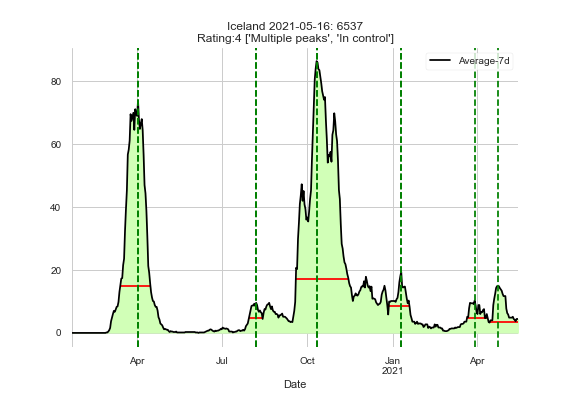 Iceland 2021-05-16: 6537
Rating:4 ['Multiple peaks', 'In control']
Average-7d
80
60
40
20
0
Apr Jul Oct Jan Apr
2021
Date